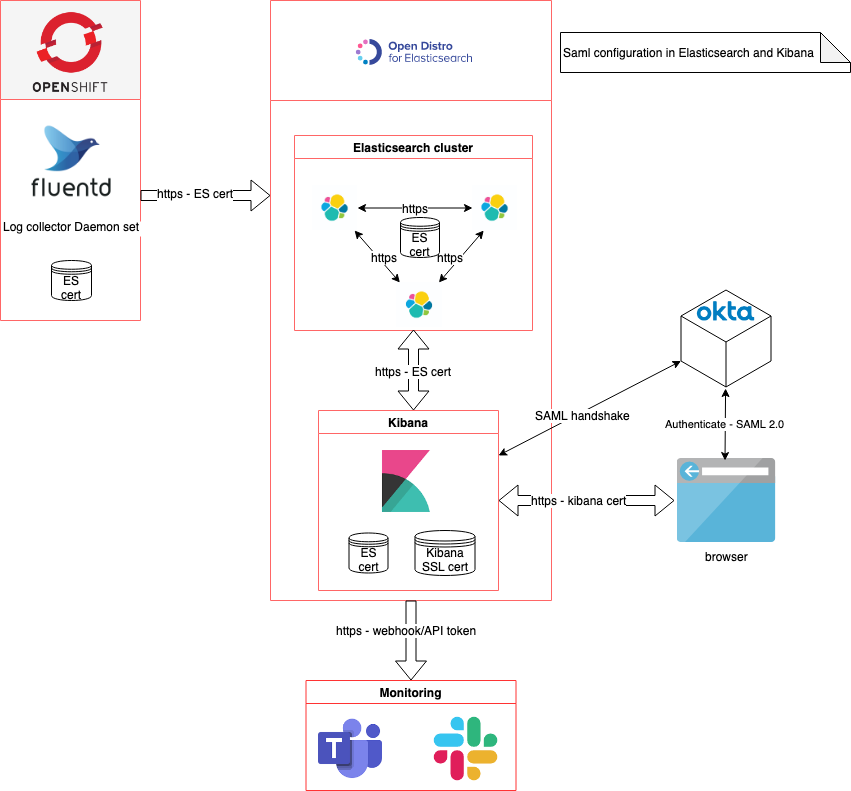 OPENSHIFT
fluentd
Log collector Daemon set
ES
cert
https - ES cert
Open Distro
for Elasticsearch
Saml configuration in Elasticsearch and Kibana
Elasticsearch cluster
https
ES
cert
https
https
https - ES cert
Kibana
ES
cert
Kibana
SSL cert
okta
SAML handshake
Authenticate - SAML 2.0
https - kibana cert
browser
https - webhook/API token
Monitoring
T